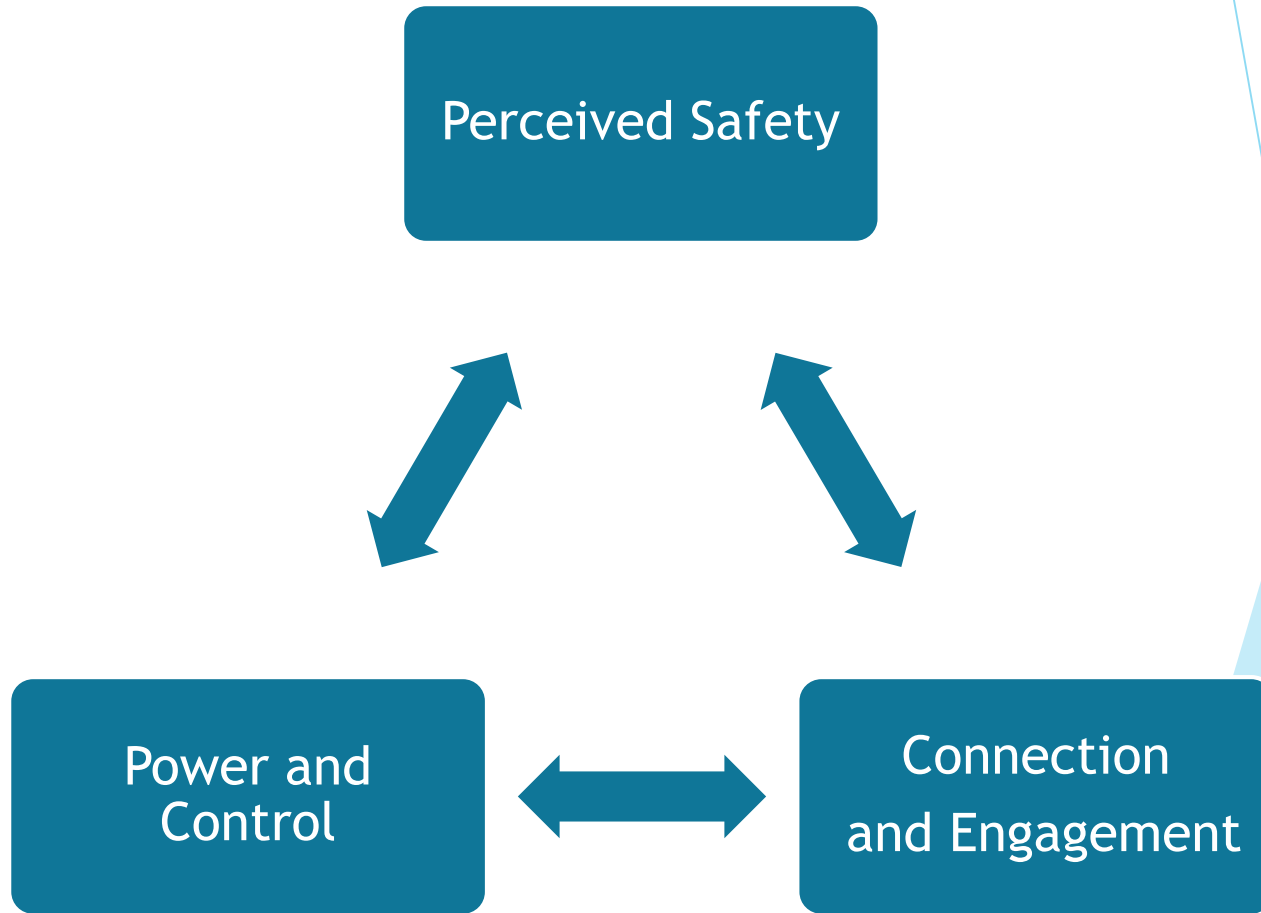 Perceived Safety
Power and
Control
Connection
and Engagement